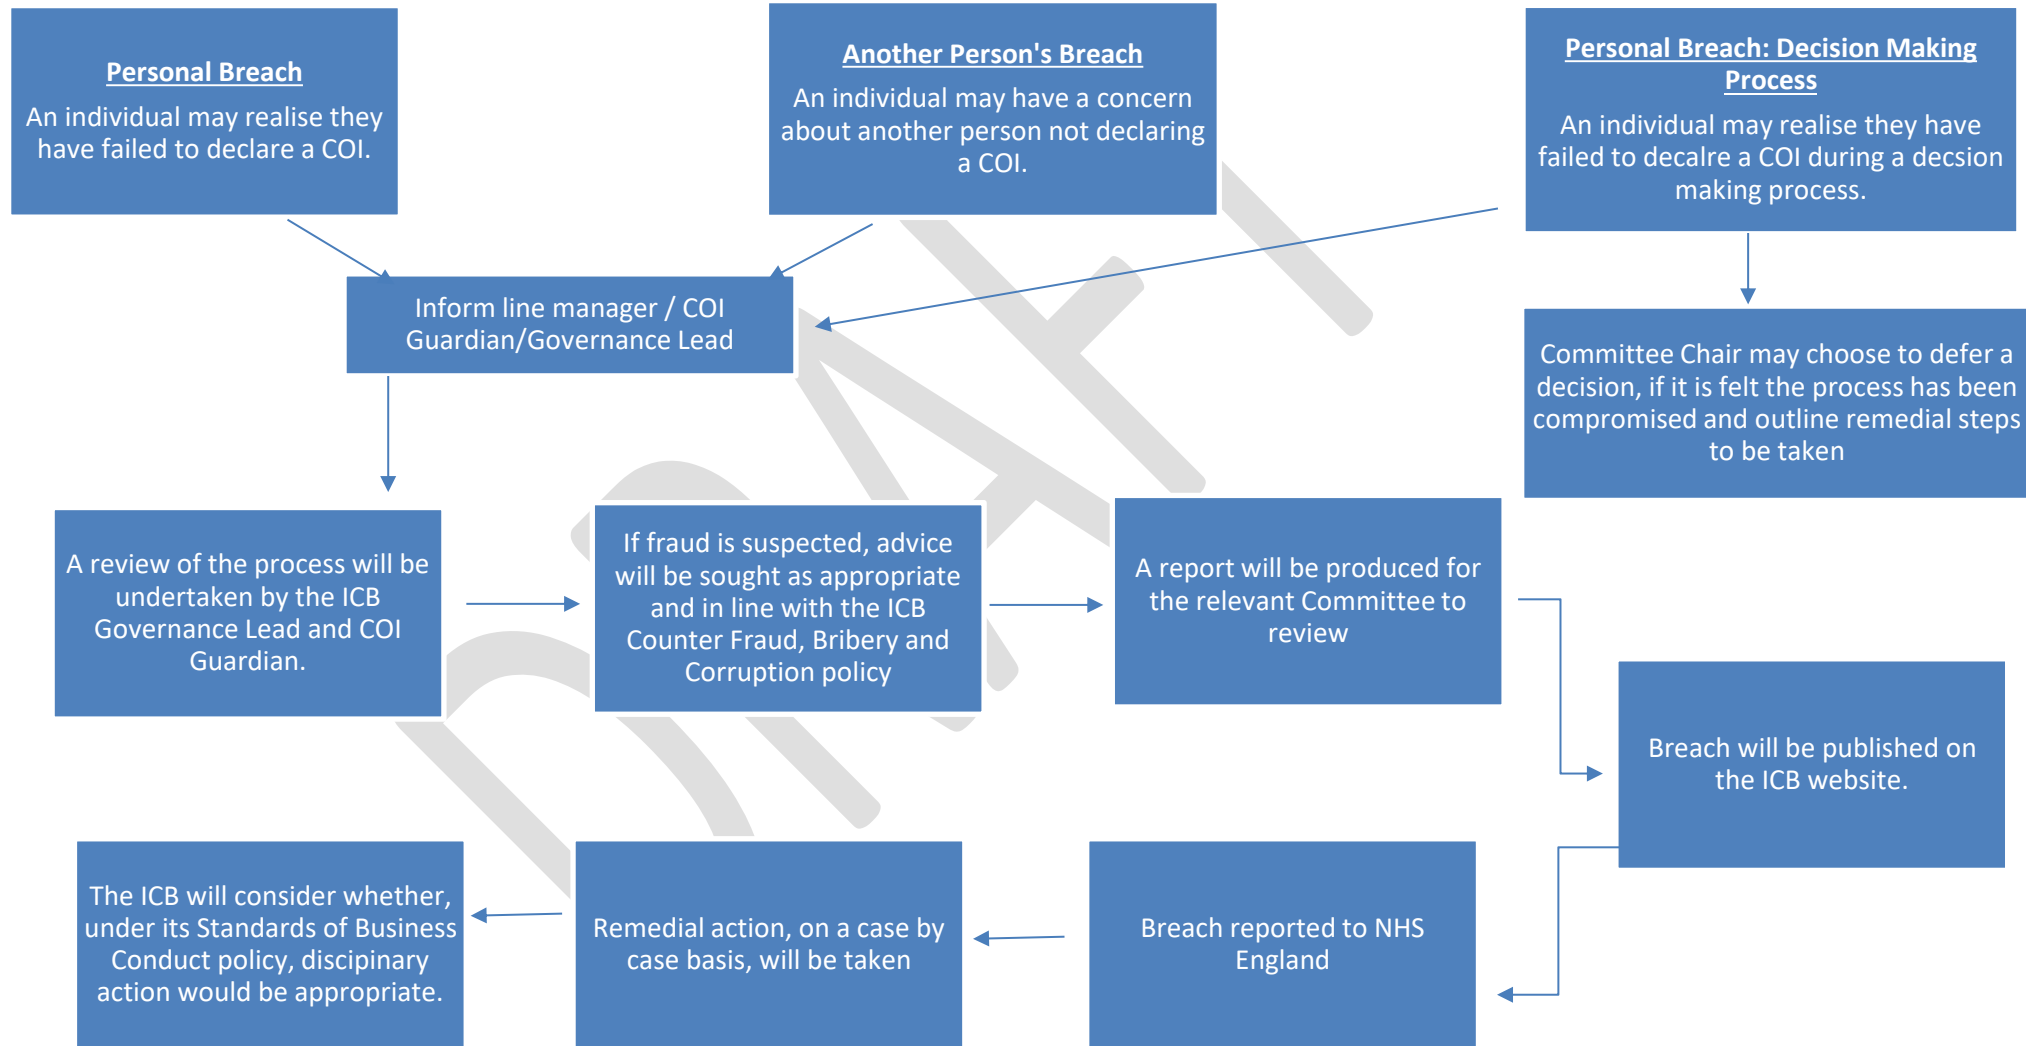 Personal Breach
An individual may realise they
have failed to declare a COI.
Another Person's Breach
An individual may have a concern
about another person not declaring
a COI.
Personal Breach: Decision Making
Process
An individual may realise they have
failed to decalre a COI during a decsion
making process.
Inform line manager / COI
Guardian/Governance Lead
Committee Chair may choose to defer a
decision, if it is felt the process has been
compromised and outline remedial steps
to be taken
A review of the process will be
undertaken by the ICB
Governance Lead and COI
Guardian.
If fraud is suspected, advice
will be sought as appropriate
and in line with the ICB
Counter Fraud, Bribery and
Corruption policy
A report will be produced for
the relevant Committee to
review
Breach will be published on
the ICB website.
Breach reported to NHS
England
Remedial action, on a case by
case basis, will be taken
The ICB will consider whether,
under its Standards of Business
Conduct policy, discipinary
action would be appropriate.
DRAFT